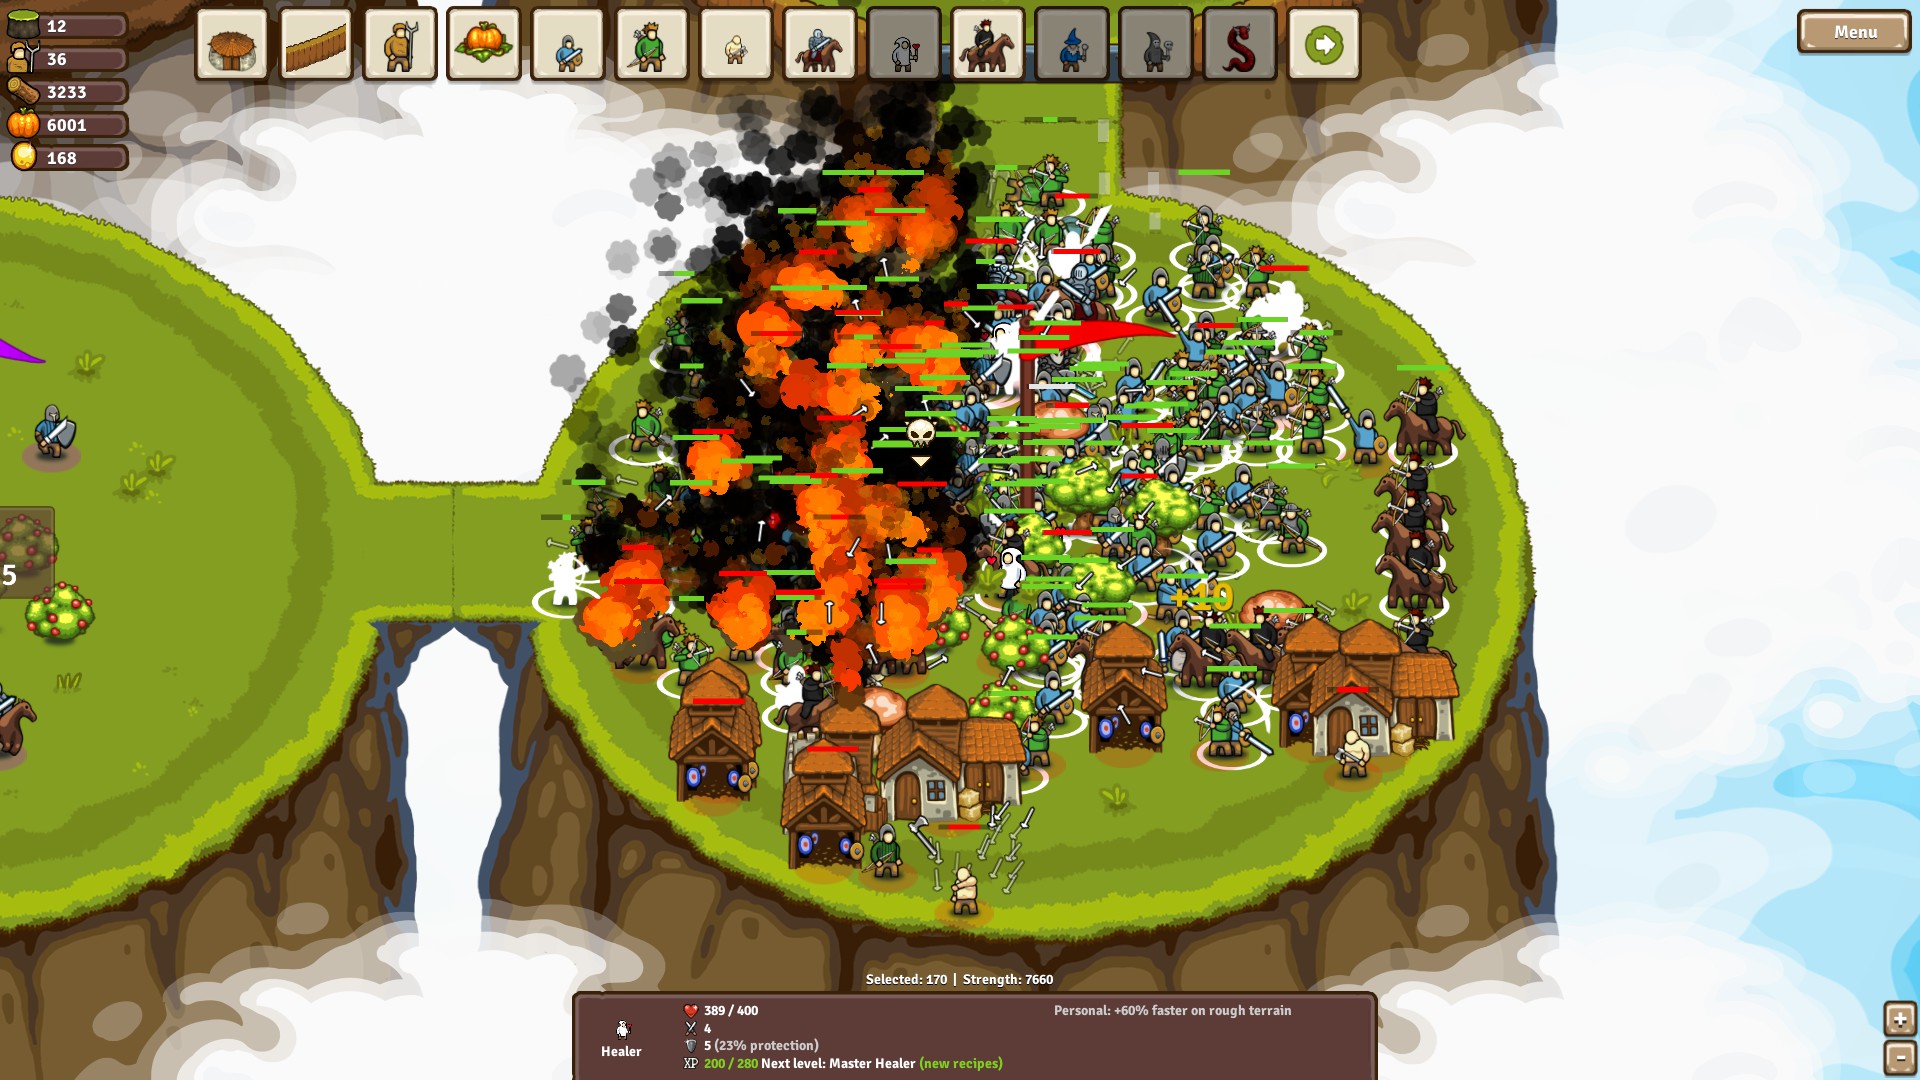 12
36
3233
6001
168
Menu
5
+10
Selected: 170 | Strength: 7660
389 / 400
Personal: +60% faster on rough terrain
4
5 (23% protection)
Healer
XP 200 / 280 Next level: Master Healer (new recipes)